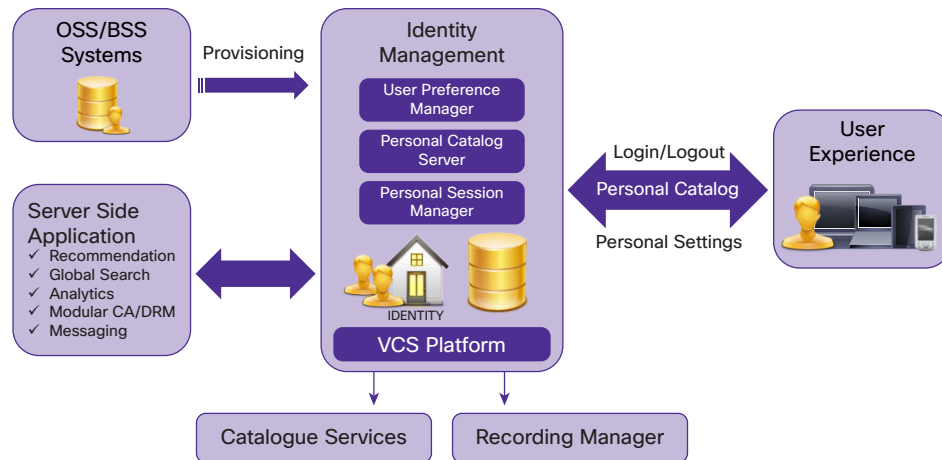 OSS/BSS
Systems
Provisioning
Identity
Management
User Preference
Manager
Personal Catalog
Server
Personal Session
Manager
IDENTITY
VCS Platform
Server Side
Application
✓ Recommendation
✓ Global Search
✓ Analytics
✓ Modular CA/DRM
✓ Messaging
Login/Logout
Personal Catalog
Personal Settings
User
Experience
Catalogue Services
Recording Manager